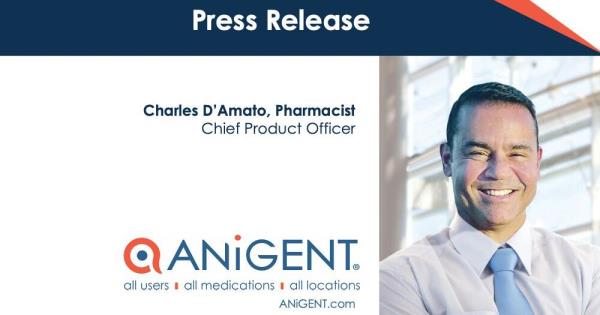 Press Release
Charles D'Amato, Pharmacist
Chief Product Officer
ANiGENT®
all users ı all medications ı all locations
ANiGENT.com